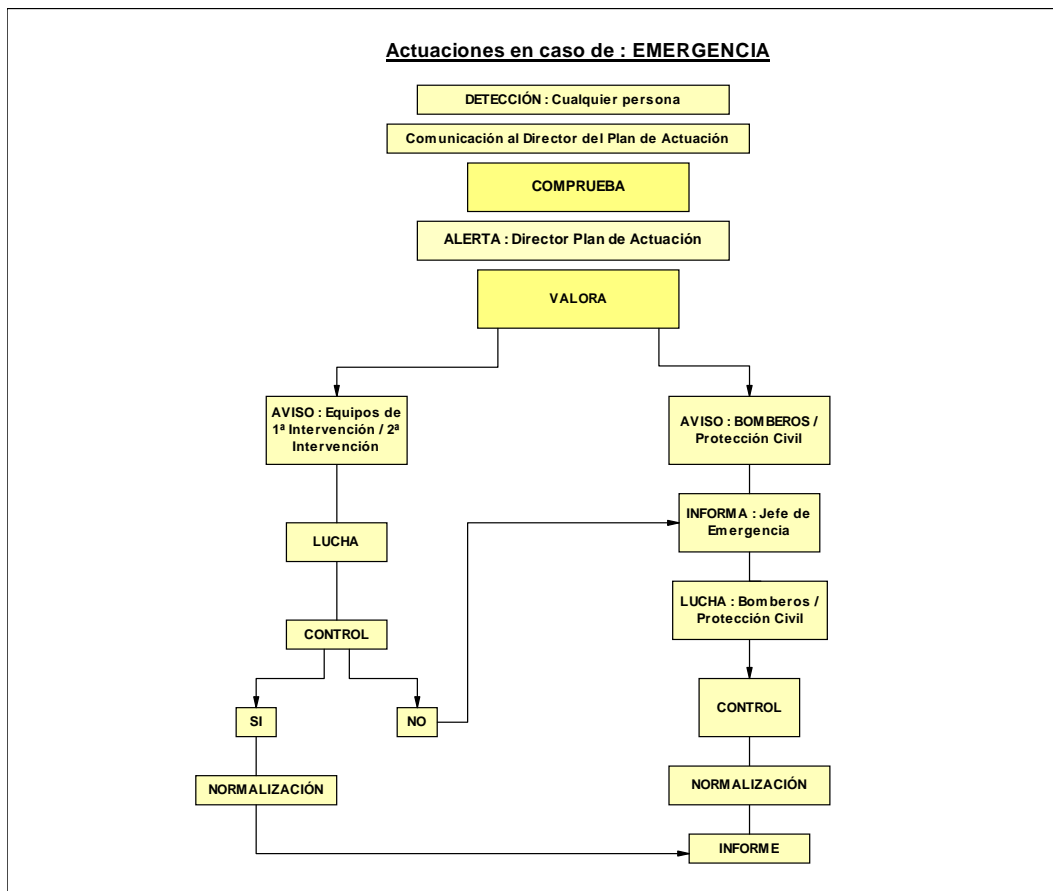 Actuaciones en caso de : EMERGENCIA
DETECCIÓN : Cualquier persona
Comunicación al Director del Plan de Actuación
COMPRUEBA
ALERTA : Director Plan de Actuación
VALORA
AVISO : Equipos de
1ª Intervención / 2ª
Intervención
LUCHA
CONTROL
SI
NO
NORMALIZACIÓN
AVISO : BOMBEROS /
Protección Civil
INFORMA : Jefe de
Emergencia
LUCHA : Bomberos /
Protección Civil
CONTROL
NORMALIZACIÓN
INFORME